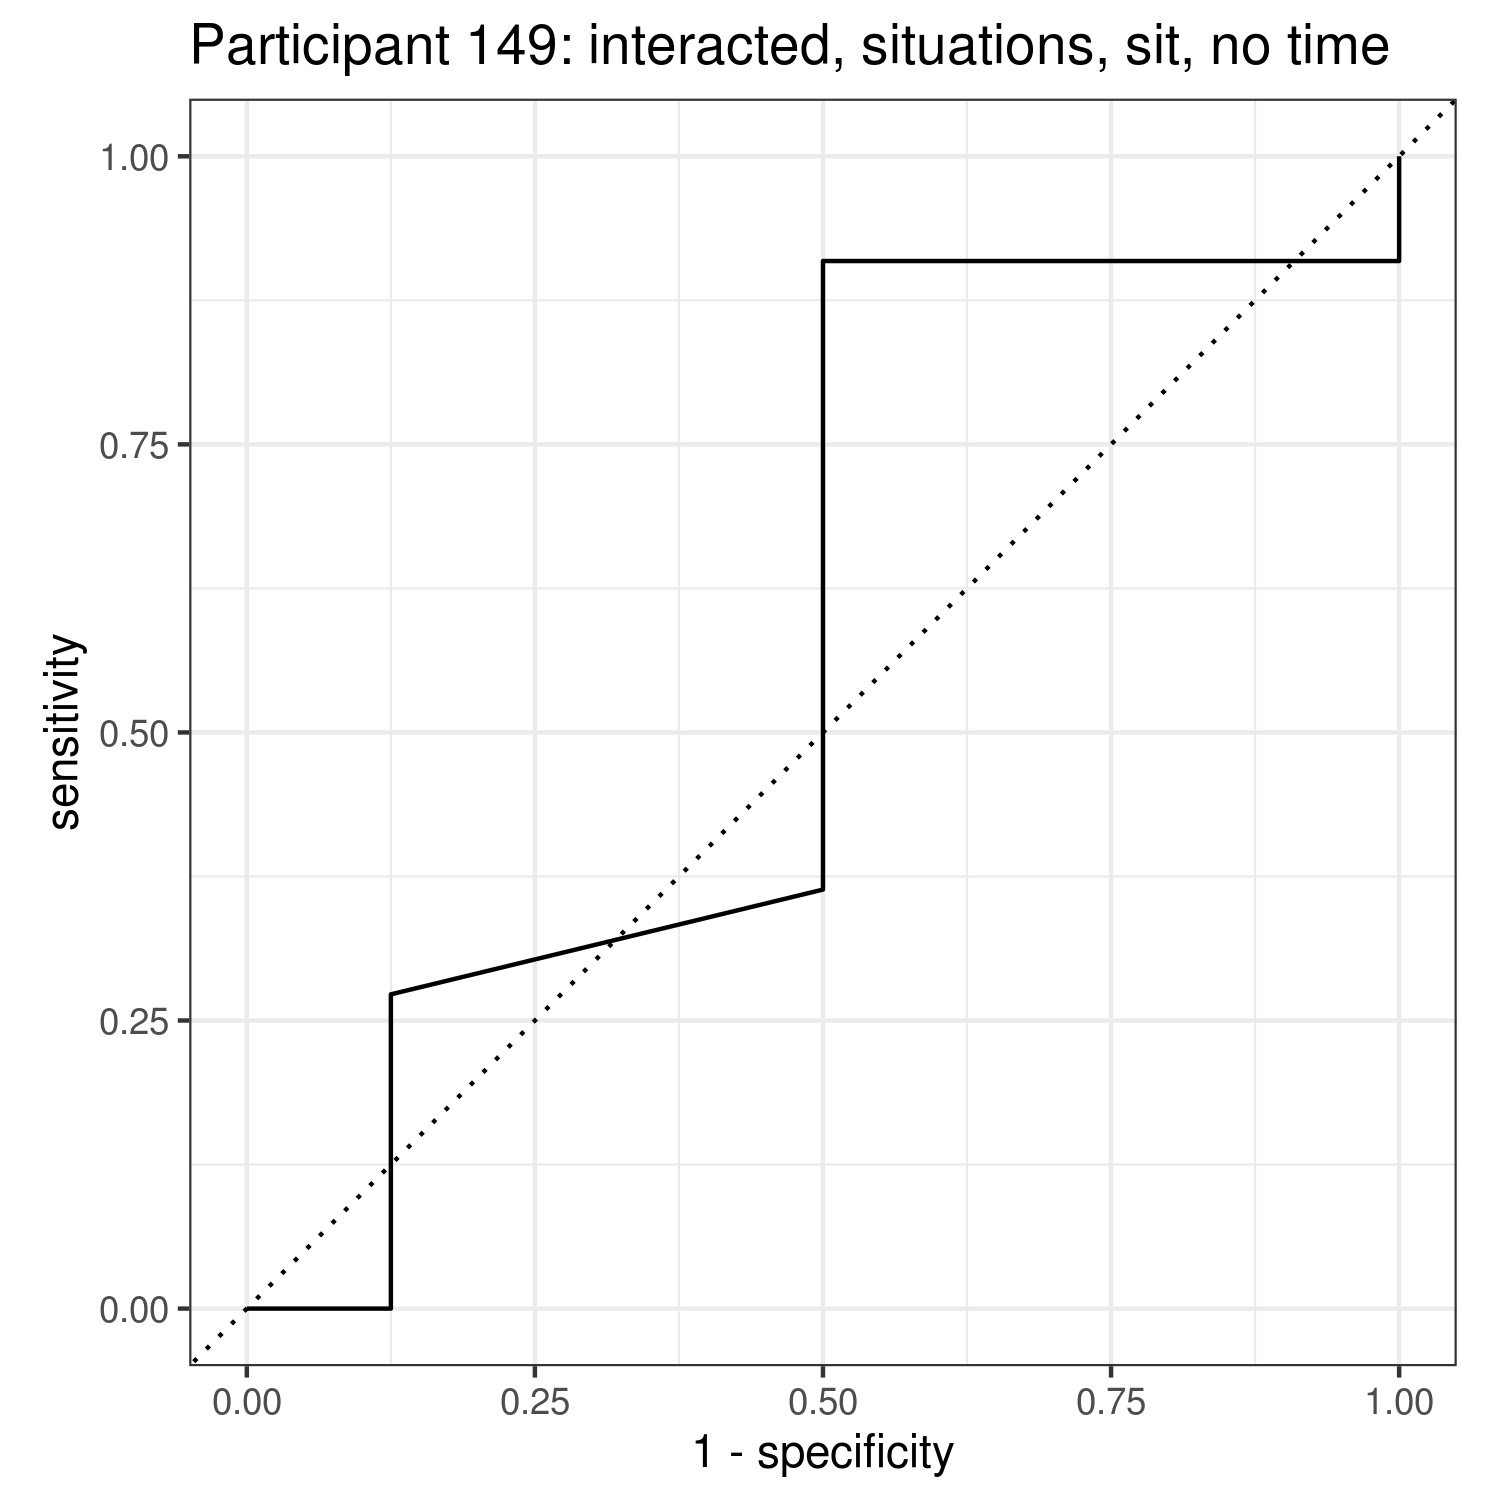 Participant 149: interacted, situations, sit, no time
1.00
0.75
0.50
0.25
0.00
sensitivity
0.00 0.25 0.50 0.75 1.00
1 - specificity